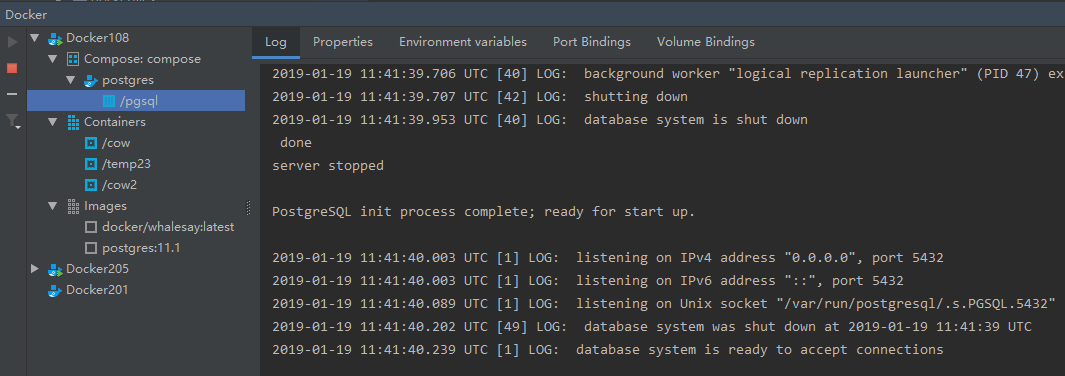 Docker
Docker108
Compose: compose
postgres
/pgsql
Containers
/cow
/temp23
/cow2
Images
docker/whalesay:latest
postgres:11.1
Docker205
Docker201
Log Properties Environment variables Port Bindings Volume Bindings
2019-01-19 11:41:39.706 UTC [40] LOG:  background worker "logical replication launcher" (PID 47) ex
2019-01-19 11:41:39.707 UTC [42] LOG:  shutting down
2019-01-19 11:41:39.953 UTC [40] LOG:  database system is shut down
done
server stopped
PostgreSQL init process complete; ready for start up.
2019-01-19 11:41:40.003 UTC [1] LOG:  listening on IPv4 address "0.0.0.0", port 5432
2019-01-19 11:41:40.003 UTC [1] LOG:  listening on IPv6 address "::", port 5432
2019-01-19 11:41:40.089 UTC [1] LOG:  listening on Unix socket "/var/run/postgresql/.s.PGSQL.5432"
2019-01-19 11:41:40.202 UTC [49] LOG:  database system was shut down at 2019-01-19 11:41:39 UTC
2019-01-19 11:41:40.239 UTC [1] LOG:  database system is ready to accept connections